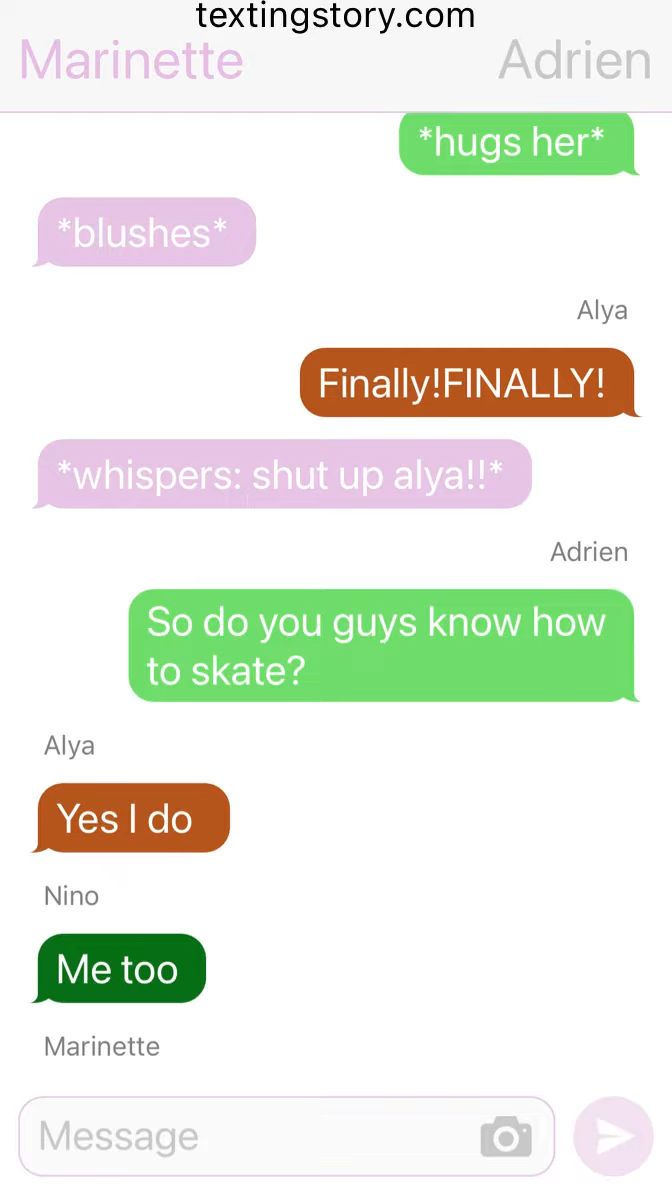 textingstory.com
Marinette Adrien
*hugs her*
*blushes*
Alya
Finally!FINALLY!
*whispers: shut up alya!!*
Adrien
So do you guys know how
to skate?
Alya
Yes I do
Nino
Me too
Marinette
Message